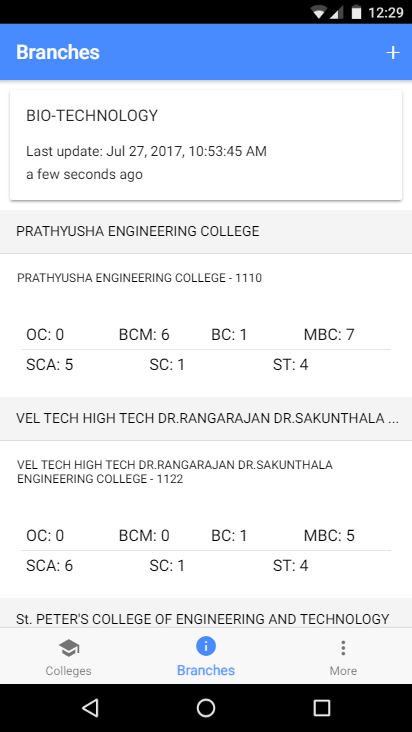 12:29
Branches
BIO-TECHNOLOGY
Last update: Jul 27, 2017, 10:53:45 AM
a few seconds ago
PRATHYUSHA ENGINEERING COLLEGE
PRATHYUSHA ENGINEERING COLLEGE - 1110
OC: 0 BCM: 6 BC: 1 MBC: 7
SCA: 5 SC: 1 ST: 4
VEL TECH HIGH TECH DR.RANGARAJAN DR.SAKUNTHALA ...
VEL TECH HIGH TECH DR.RANGARAJAN DR.SAKUNTHALA
ENGINEERING COLLEGE - 1122
OC: 0 BCM: 0 BC: 1 MBC: 5
SCA: 6 SC: 1 ST: 4
St. PETER'S COLLEGE OF ENGINEERING AND TECHNOLOGY
Colleges Branches More